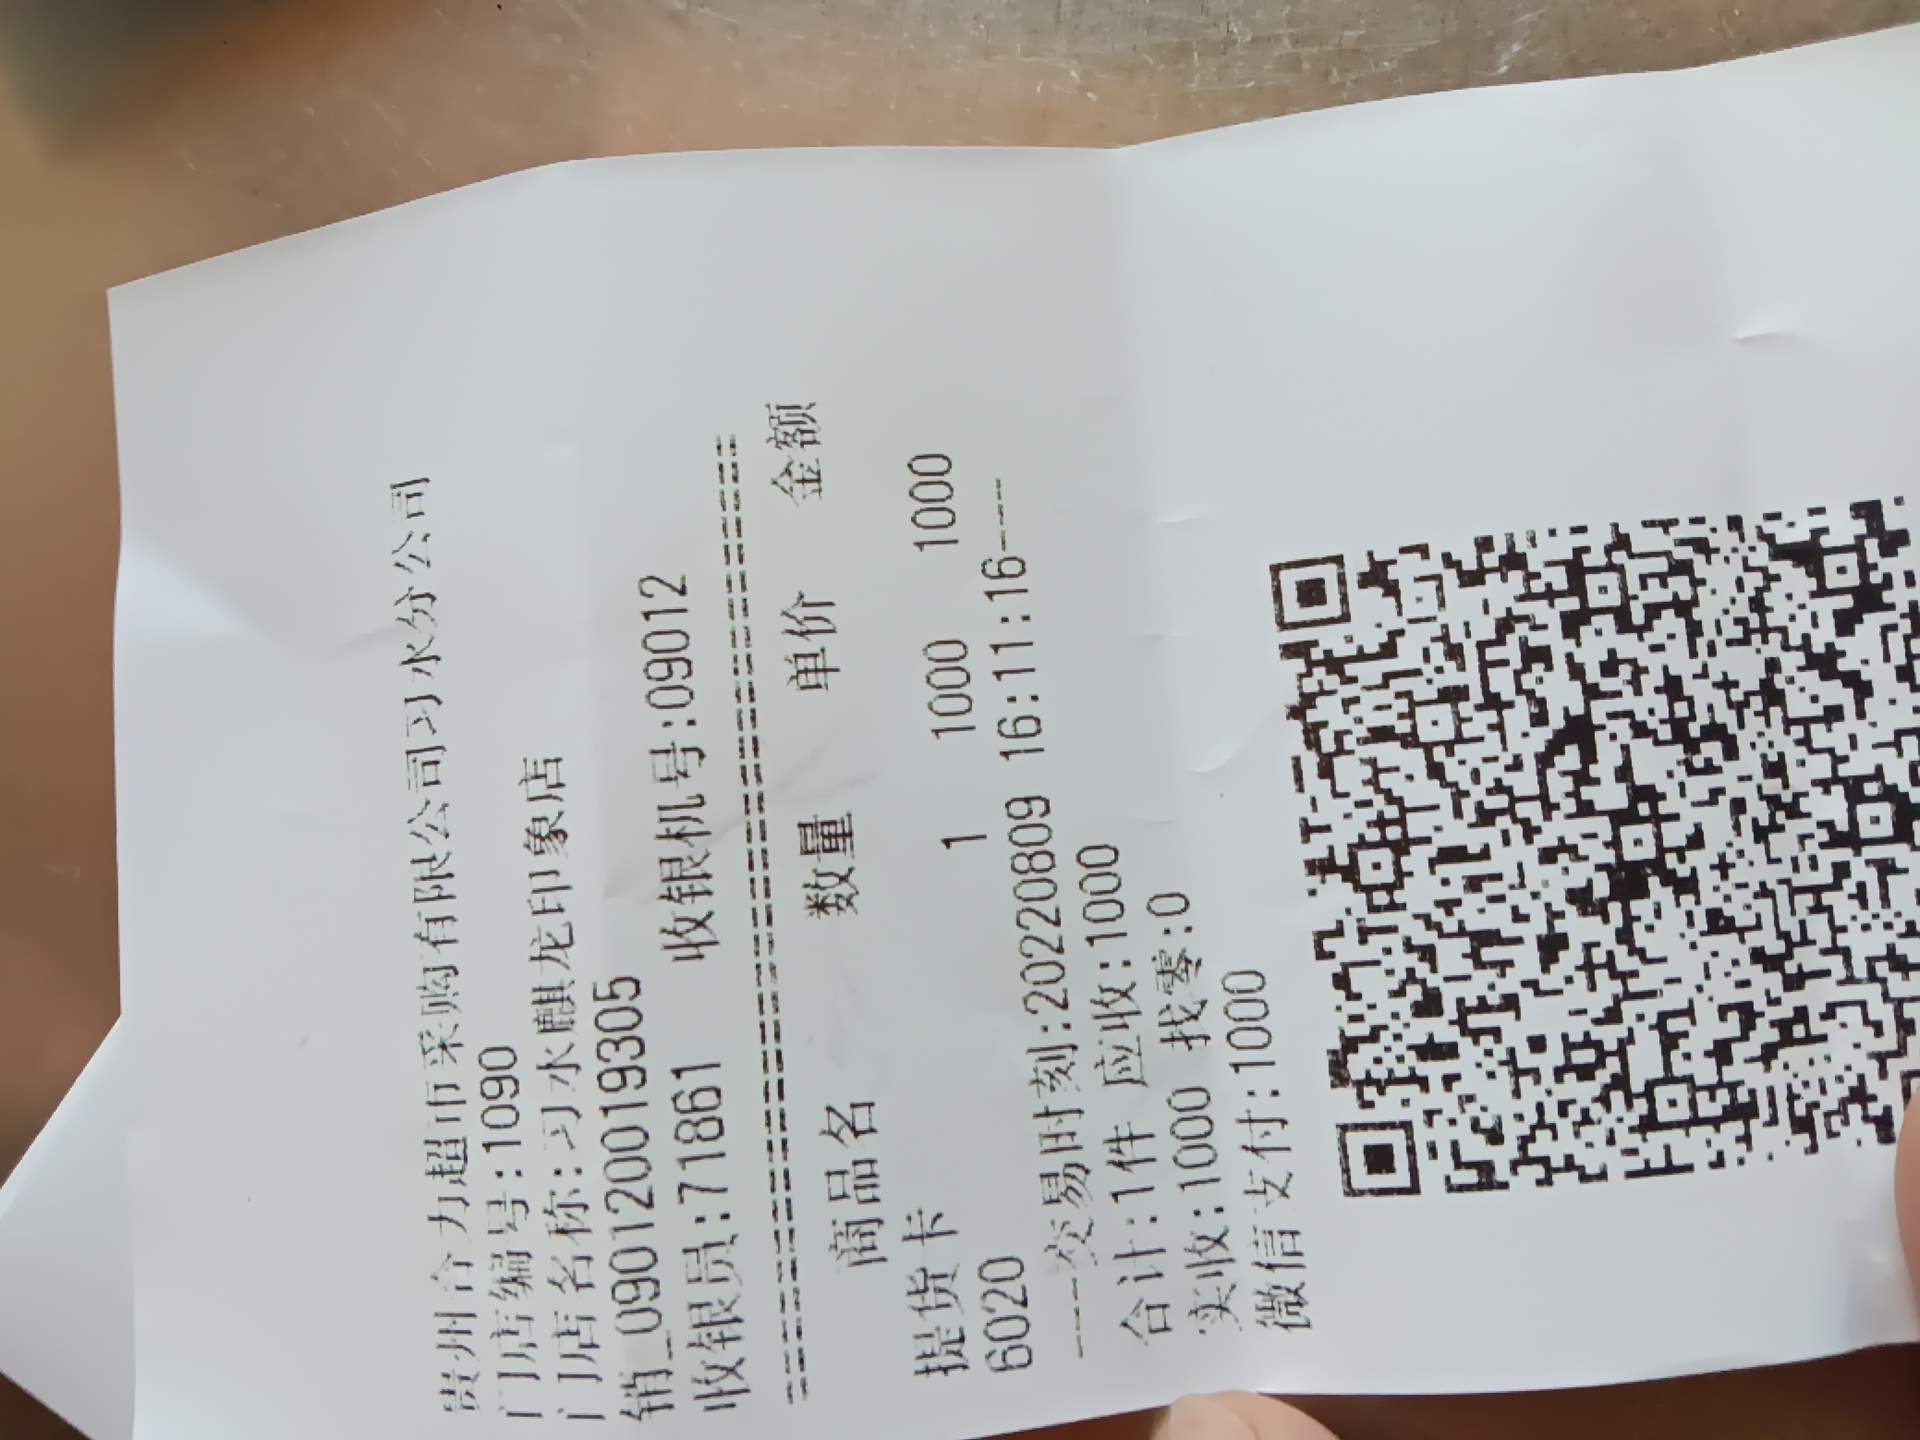 贵州合力超市采购有限公司习水分公司
门店编号:1090
门店名称:习水麒龙印象店
销_090120019305
收银员:71861 收银机号:09012
================================
商品名 数量 单价 金额
提货卡
6020 1 1000 1000
----交易时刻:20220809 16:11:16----
合计:1件 应收:1000
实收:1000 找零:0
微信支付:1000